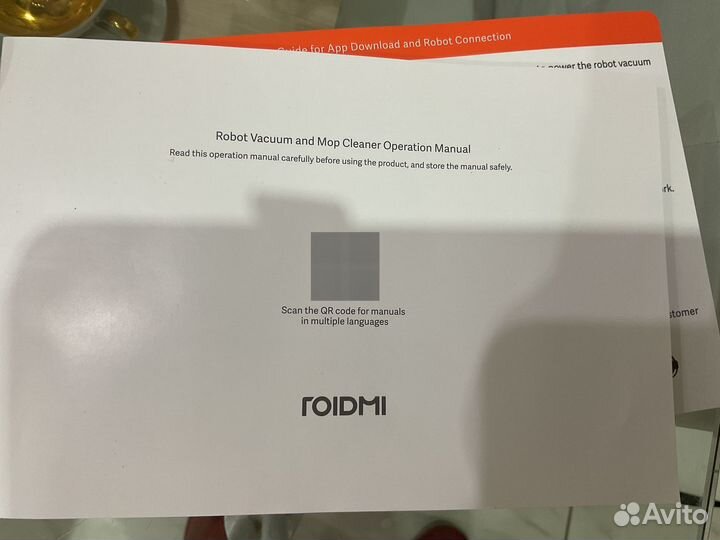 Guide for App Download and Robot Connection
to power the robot vacuum
Robot Vacuum and Mop Cleaner Operation Manual
Read this operation manual carefully before using the product, and store the manual safely.
Scan the QR code for manuals
in multiple languages
ROIDMI
Avito